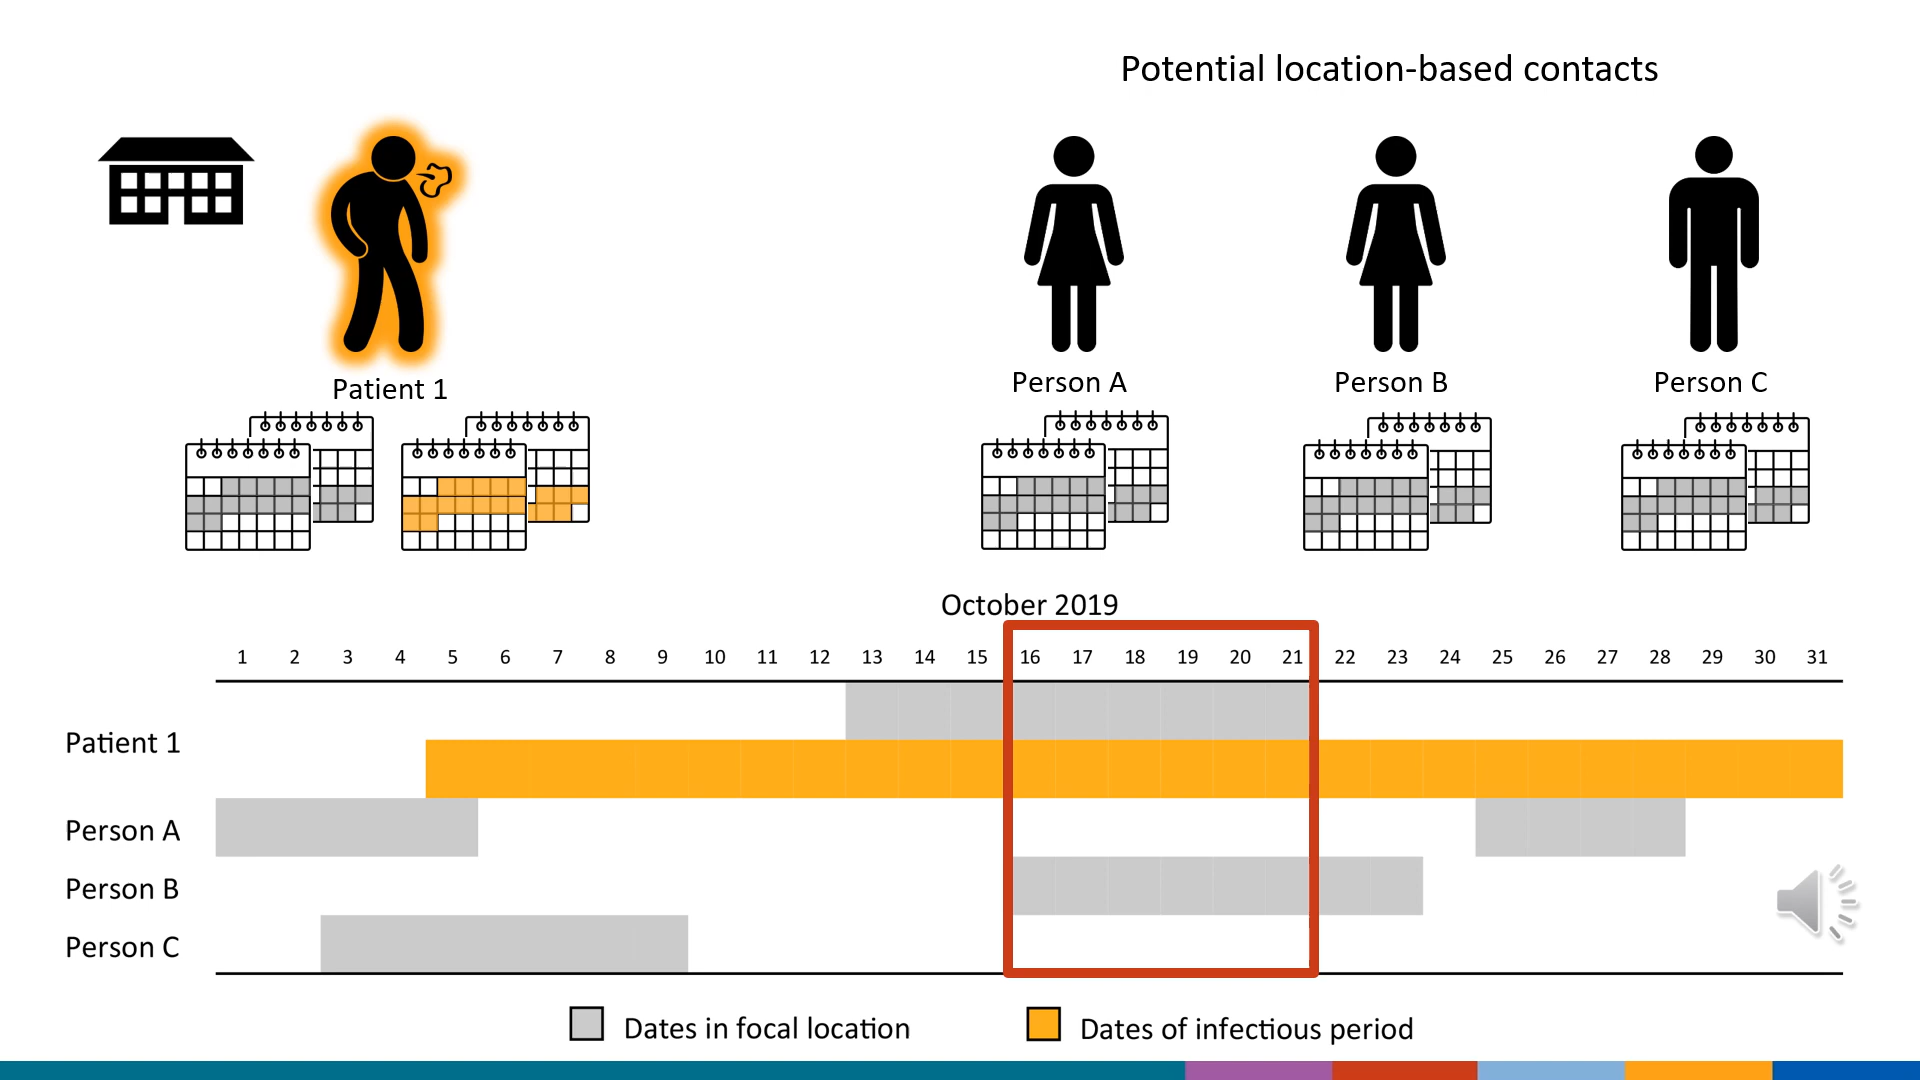 Potential location-based contacts
Patient 1
Person A
Person B
Person C
October 2019
1 2 3 4 5 6 7 8 9 10 11 12 13 14 15 16 17 18 19 20 21 22 23 24 25 26 27 28 29 30 31
Patient 1
Person A
Person B
Person C
Dates in focal location
Dates of infectious period